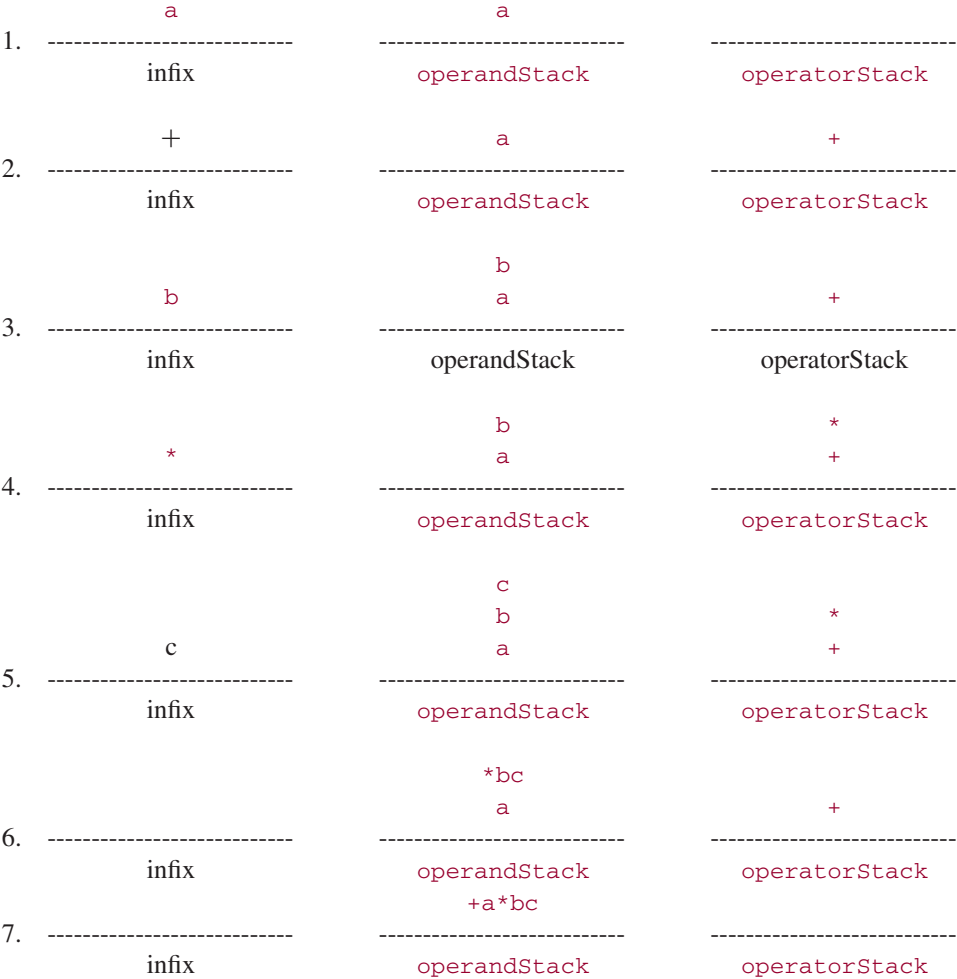 a a
1. ---------------------------- ---------------------------- ----------------------------
infix operandStack operatorStack
+ a +
2. ---------------------------- ---------------------------- ----------------------------
infix operandStack operatorStack
b
b a +
3. ---------------------------- ---------------------------- ----------------------------
infix operandStack operatorStack
b *
* a +
4. ---------------------------- ---------------------------- ----------------------------
infix operandStack operatorStack
c
b *
c a +
5. ---------------------------- ---------------------------- ----------------------------
infix operandStack operatorStack
*bc
a +
6. ---------------------------- ---------------------------- ----------------------------
infix operandStack operatorStack
+a*bc
7. ---------------------------- ---------------------------- ----------------------------
infix operandStack operatorStack